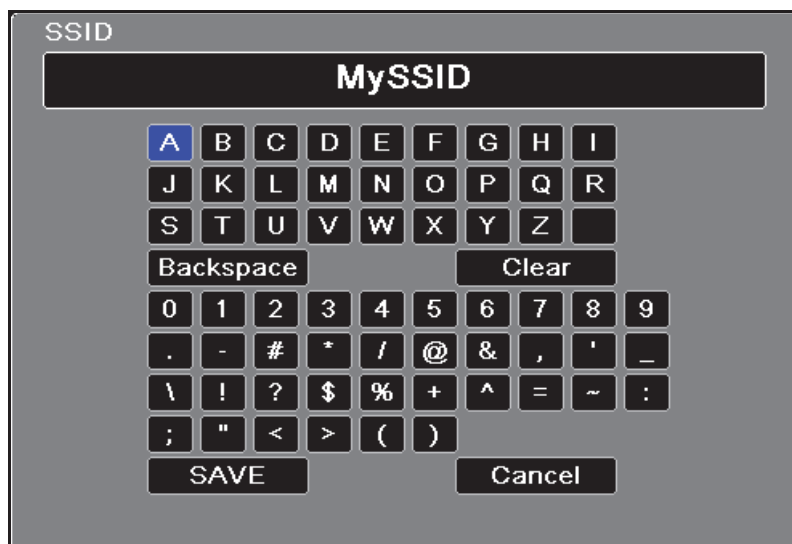 SSID
MySSID
A B C D E F G H I
J K L M N O P Q R
S T U V W X Y Z
Backspace Clear
0 1 2 3 4 5 6 7 8 9
. - # * / @ & , ' _
\ ! ? $ % + ^ = ~ :
; " < > ( )
SAVE Cancel